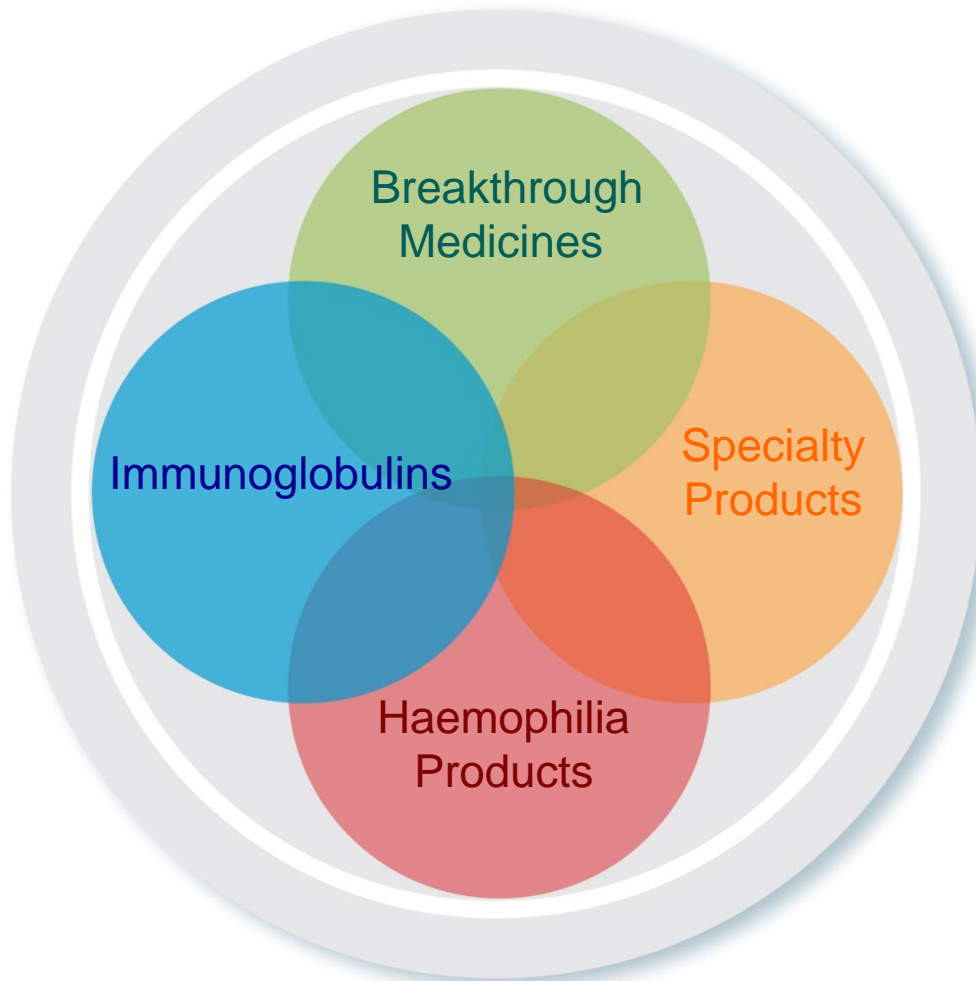 Breakthrough
Medicines
Immunoglobulins
Specialty
Products
Haemophilia
Products